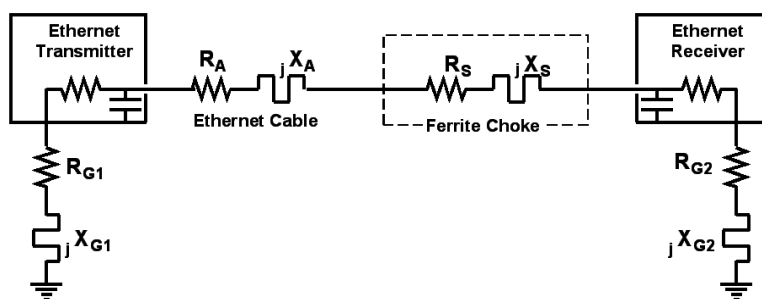 Ethernet
Transmitter
Ethernet
Receiver
RA
jXA
RS
jXS
Ethernet Cable
Ferrite Choke
RG1
RG2
jXG1
jXG2